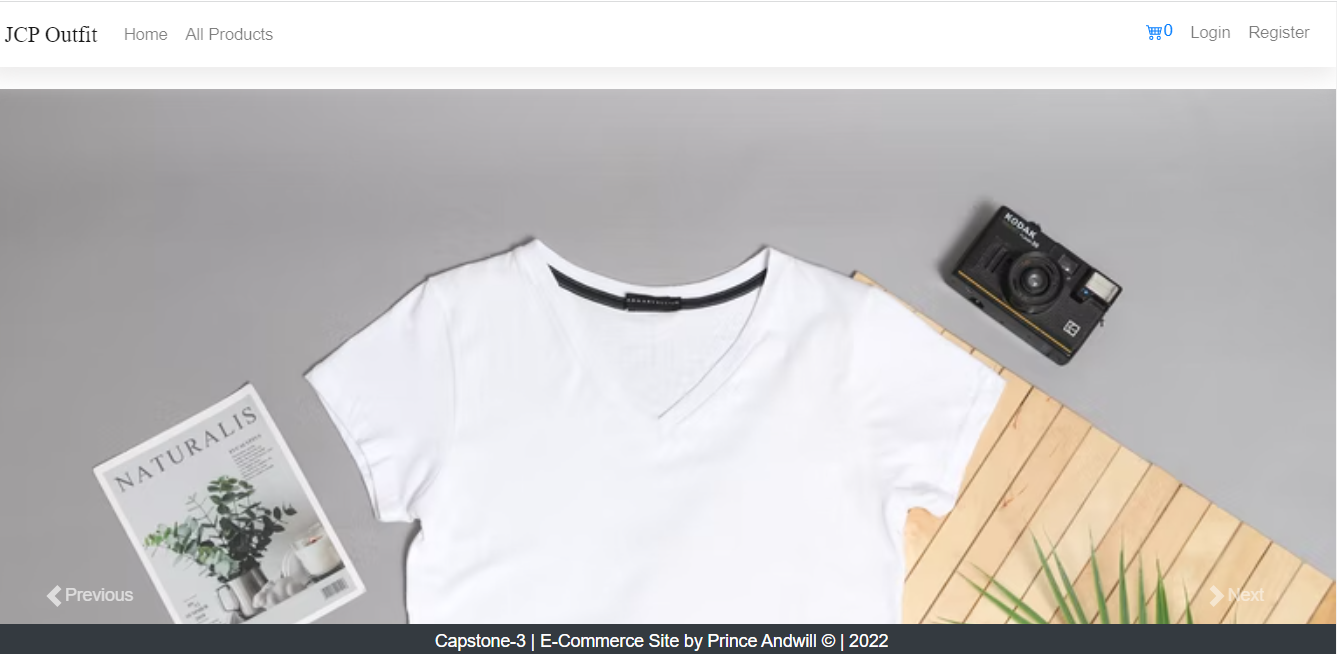 JCP Outfit Home All Products 0 Login Register
KODAK
NATURALIS
Previous Next
Capstone-3 | E-Commerce Site by Prince Andwill © | 2022